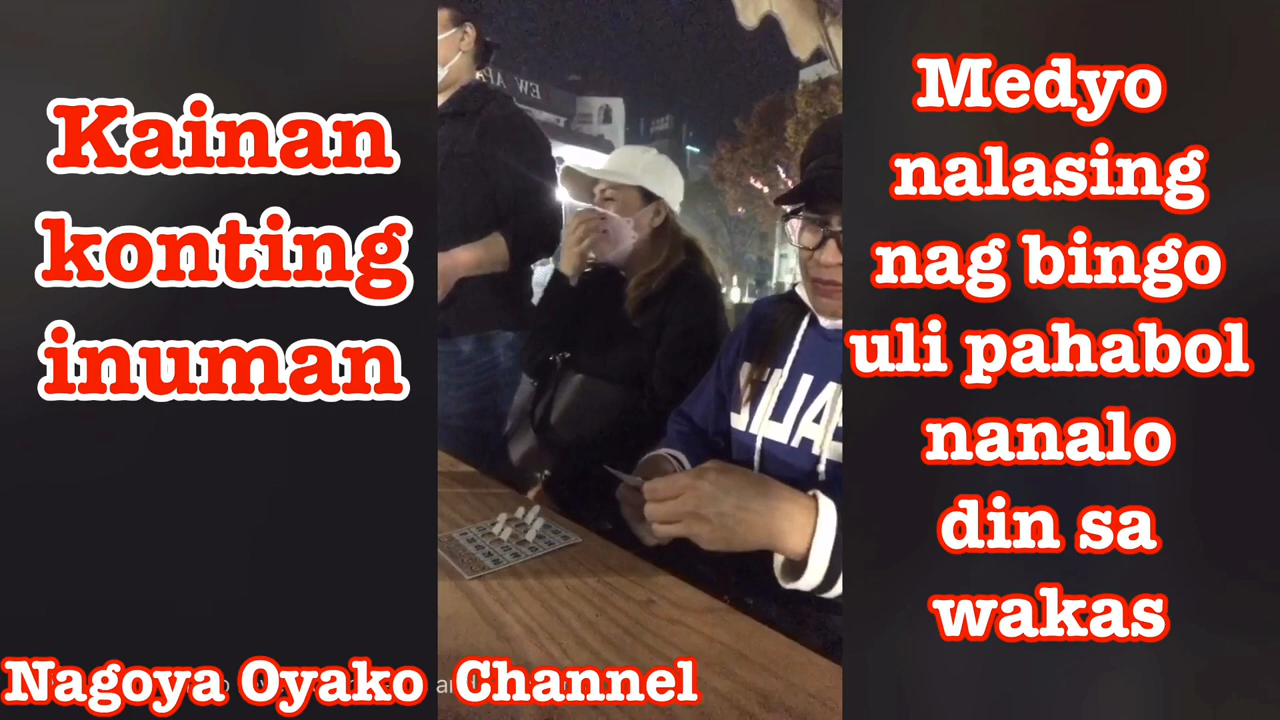 Kainan
konting
inuman
Medyo
nalasing
nag bingo
uli pahabol
nanalo
din sa
wakas
Nagoya Oyako Channel